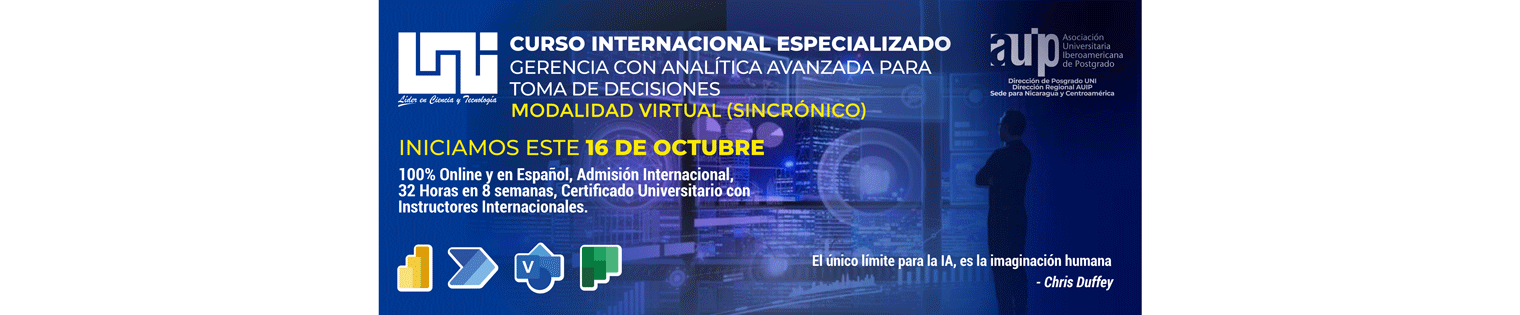 uni
Líder en Ciencia y Tecnología
CURSO INTERNACIONAL ESPECIALIZADO
GERENCIA CON ANALÍTICA AVANZADA PARA
TOMA DE DECISIONES
MODALIDAD VIRTUAL (SINCRÓNICO)
auip
Asociación
Universitaria
Iberoamericana
de Postgrado
Dirección de Posgrado UNI
Dirección Regional AUIP
Sede para Nicaragua y Centroamérica
INICIAMOS ESTE 16 DE OCTUBRE
100% Online y en Español, Admisión Internacional,
32 Horas en 8 semanas, Certificado Universitario con
Instructores Internacionales.
V
El único límite para la IA, es la imaginación humana
- Chris Duffey